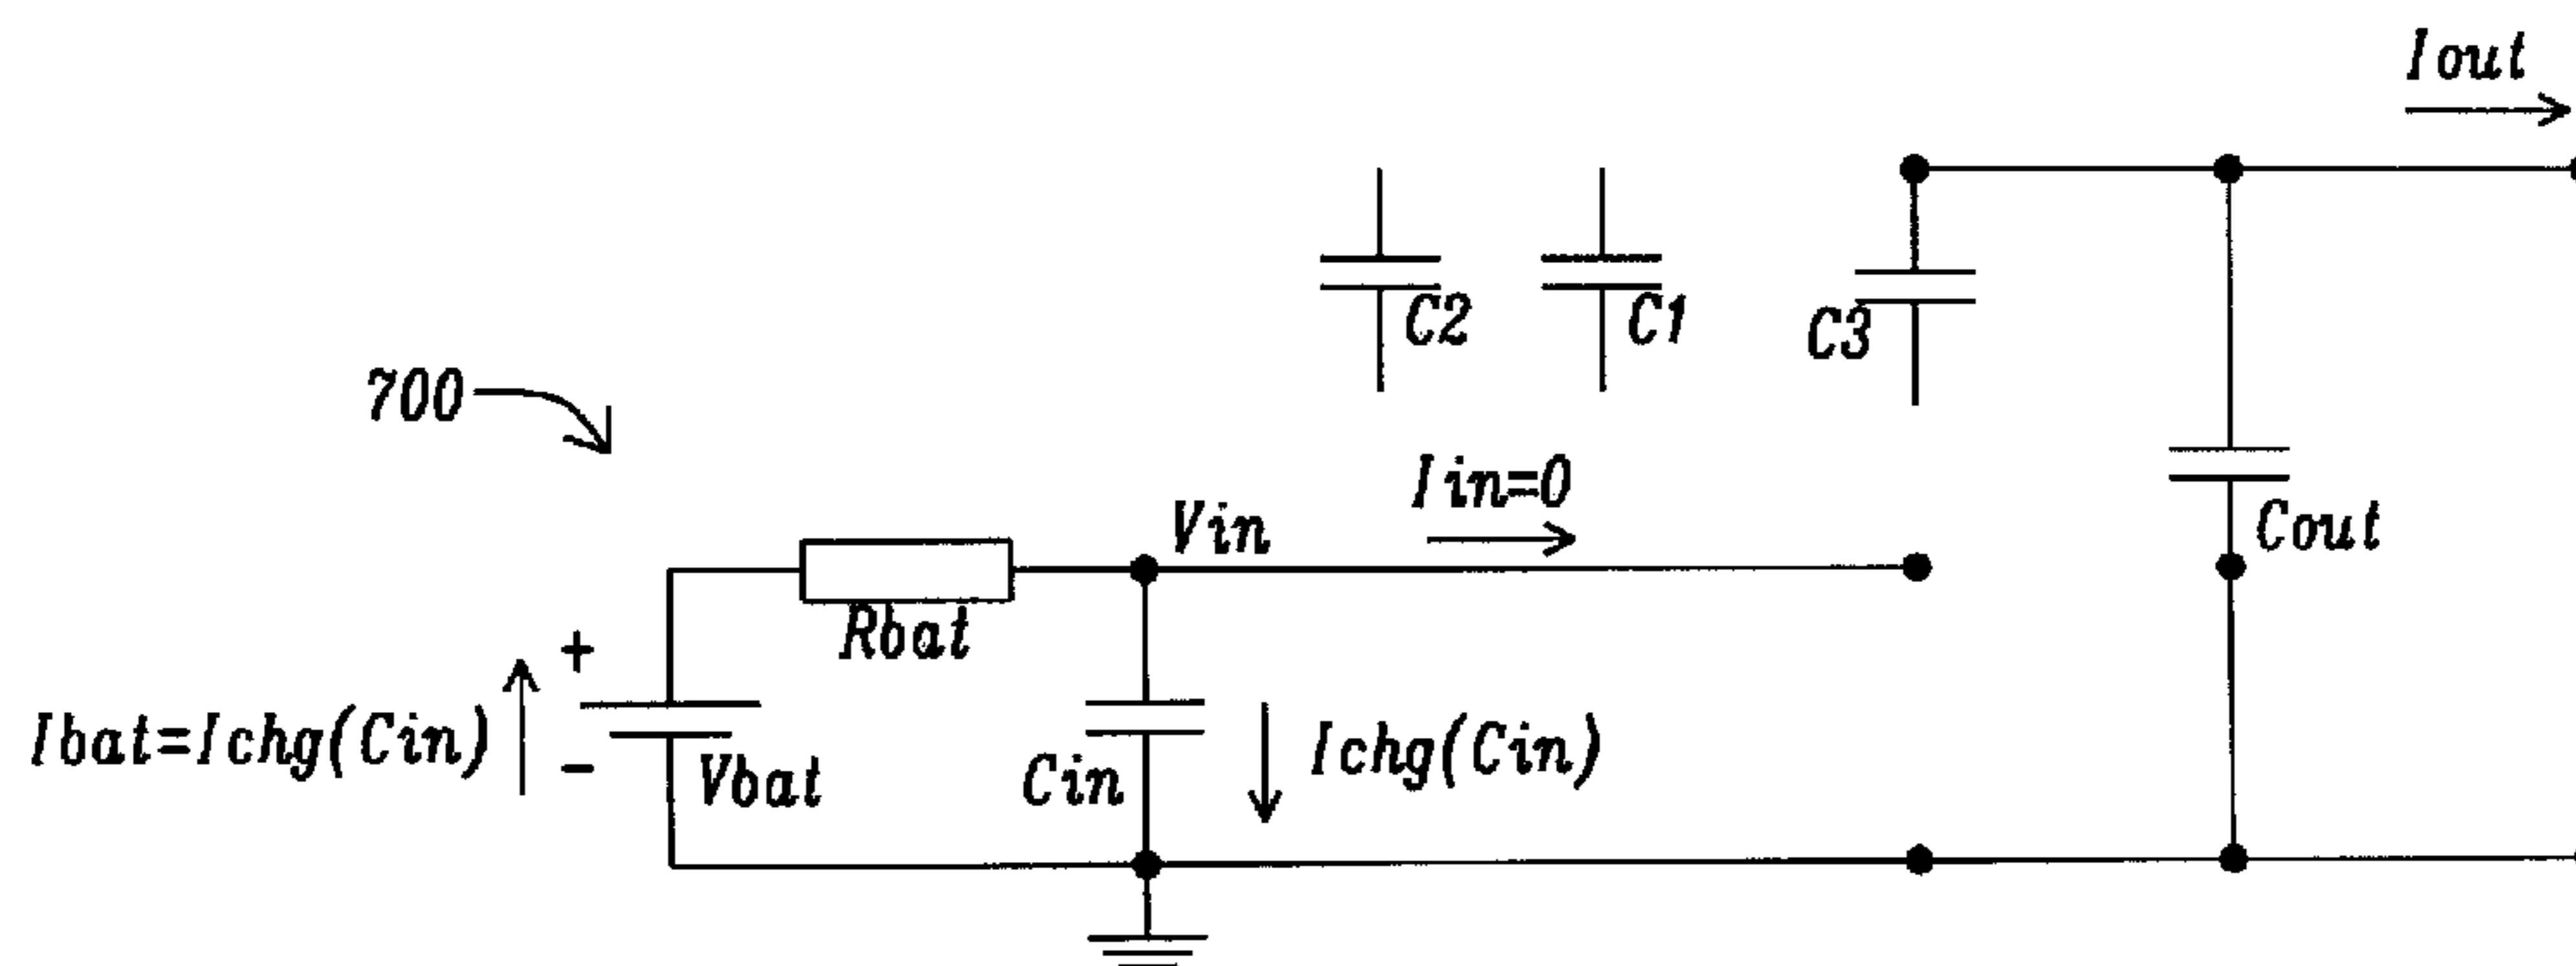 Iout
C2
C1
C3
700
Iin=0
Vin
Cout
Rbat
+
Ibat=Ichg(Cin)
-
Vbat
Cin
Ichg(Cin)